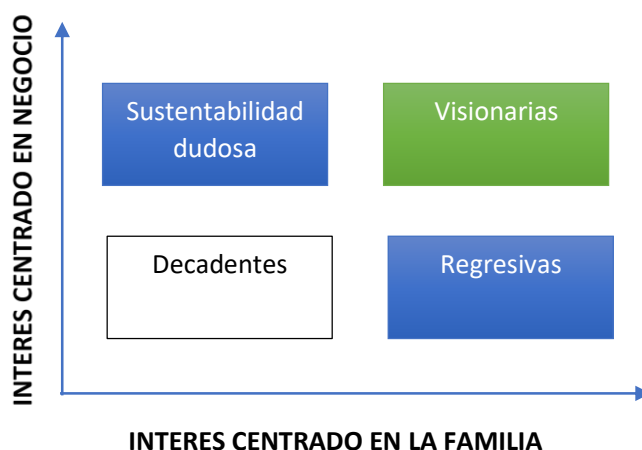 INTERES CENTRADO EN NEGOCIO
Sustentabilidad
dudosa
Visionarias
Decadentes
Regresivas
INTERES CENTRADO EN LA FAMILIA